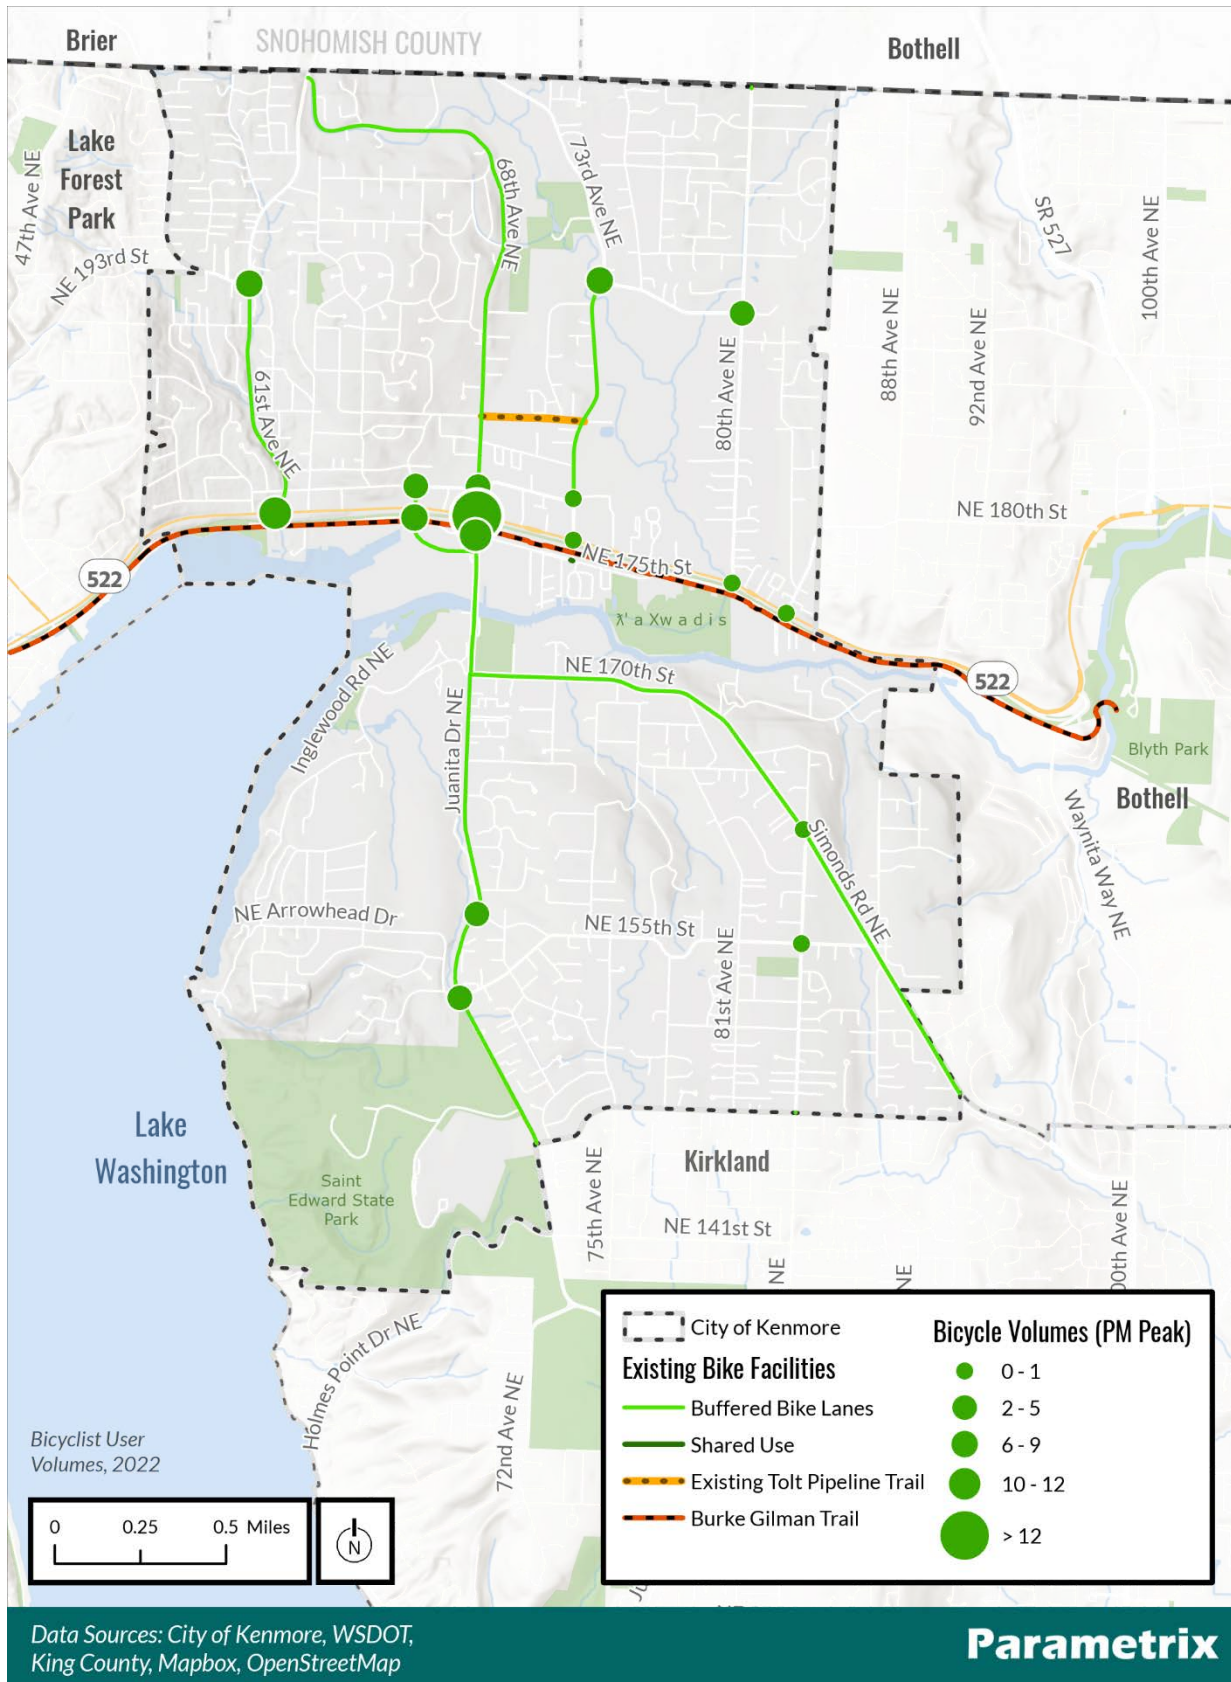 Brier
SNOHOMISH COUNTY
Bothell
Lake
Forest
Park
47th Ave NE
NE 193rd St
68th Ave NE
73rd Ave NE
SR 527
100th Ave NE
61st Ave NE
80th Ave NE
88th Ave NE
92nd Ave NE
NE 180th St
522
NE 175th St
ƛ' a Xw a d i s
Inglewood Rd NE
NE 170th St
522
Juanita Dr NE
Blyth Park
Bothell
Simonds Rd NE
Waynita Way NE
NE Arrowhead Dr
NE 155th St
81st Ave NE
Lake
Washington
Saint
Edward State
Park
Kirkland
75th Ave NE
NE 141st St
NE
NE
00th Ave NE
Holmes Point Dr NE
72nd Ave NE
City of Kenmore
Existing Bike Facilities
Buffered Bike Lanes
Shared Use
Existing Tolt Pipeline Trail
Burke Gilman Trail
Bicycle Volumes (PM Peak)
0 - 1
2 - 5
6 - 9
10 - 12
> 12
Bicyclist User
Volumes, 2022
0 0.25 0.5 Miles
N
Data Sources: City of Kenmore, WSDOT,
King County, Mapbox, OpenStreetMap
Parametrix